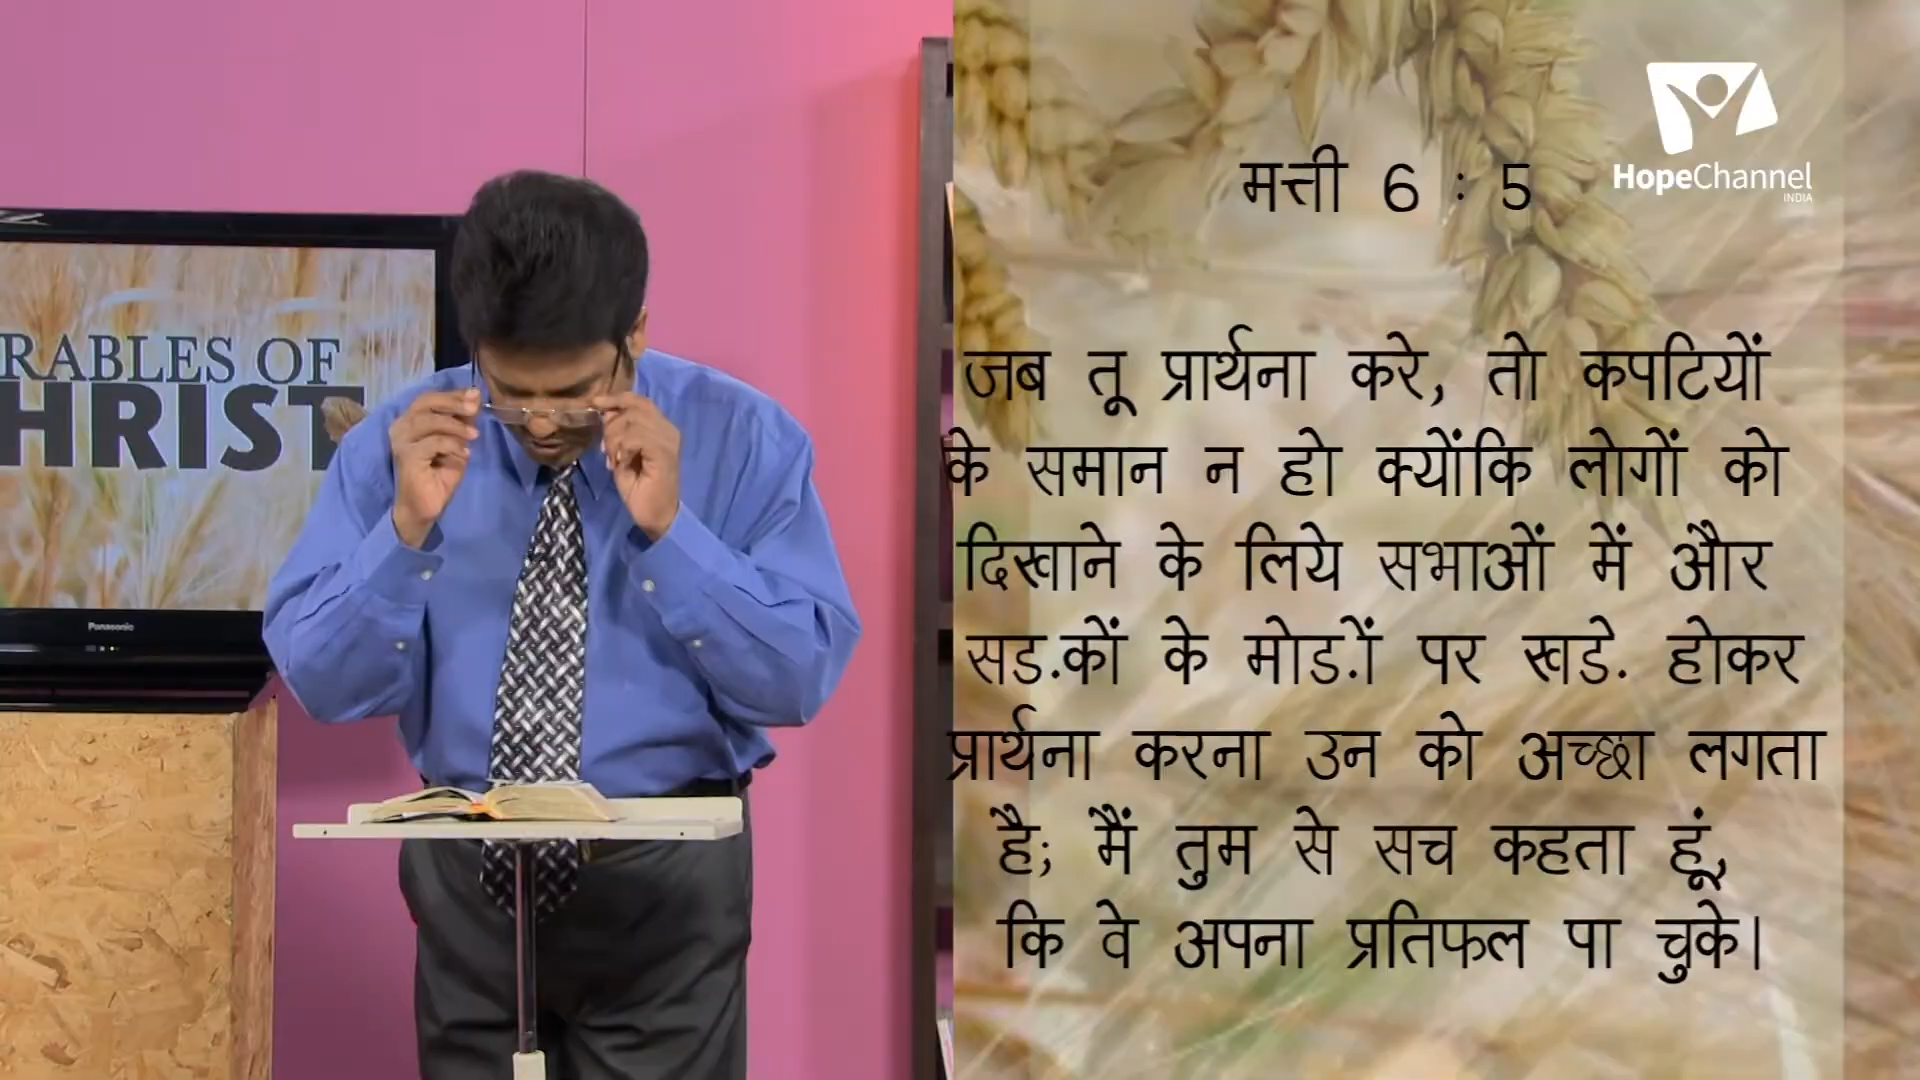 RABLES OF
HRIST
Panasonic
HopeChannel
INDIA
मत्ती 6 : 5
जब तू प्रार्थना करे, तो कपटियों
के समान न हो क्योंकि लोगों को
दिखाने के लिये सभाओं में और
सड.कों के मोड.ों पर खडे. होकर
प्रार्थना करना उन को अच्छा लगता
है; मैं तुम से सच कहता हूं,
कि वे अपना प्रतिफल पा चुके।